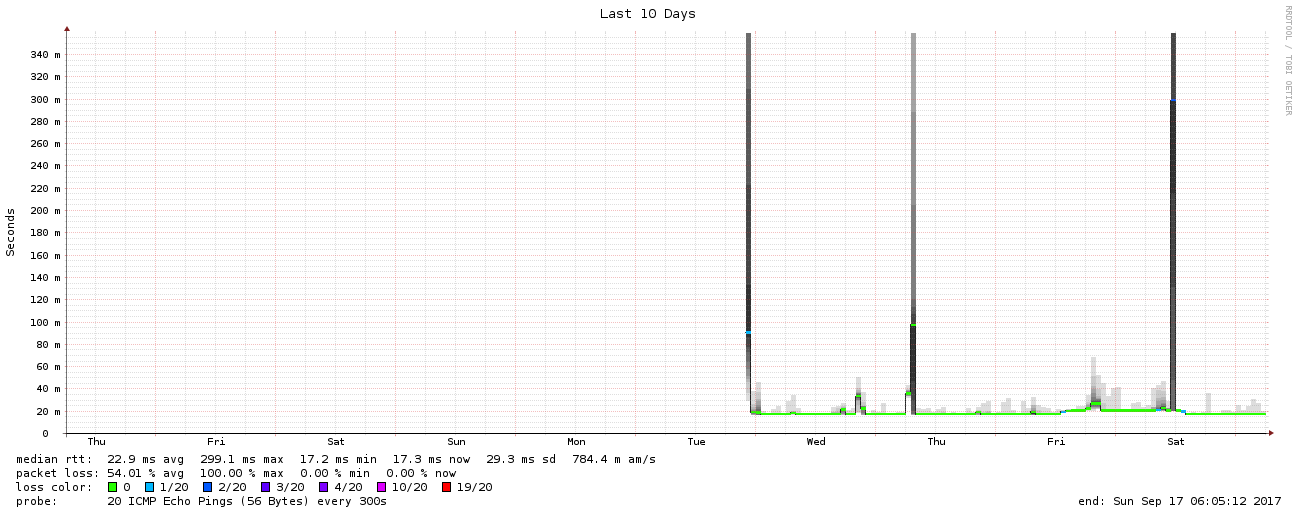 Last 10 Days
RRDTOOL / TOBI OETIKER
Seconds
340 m
320 m
300 m
280 m
260 m
240 m
220 m
200 m
180 m
160 m
140 m
120 m
100 m
80 m
60 m
40 m
20 m
0
Thu Fri Sat Sun Mon Tue Wed Thu Fri Sat
median rtt: 22.9 ms avg 299.1 ms max 17.2 ms min 17.3 ms now 29.3 ms sd 784.4 m am/s
packet loss: 54.01 % avg 100.00 % max 0.00 % min 0.00 % now
loss color: 0 1/20 2/20 3/20 4/20 10/20 19/20
probe: 20 ICMP Echo Pings (56 Bytes) every 300s end: Sun Sep 17 06:05:12 2017